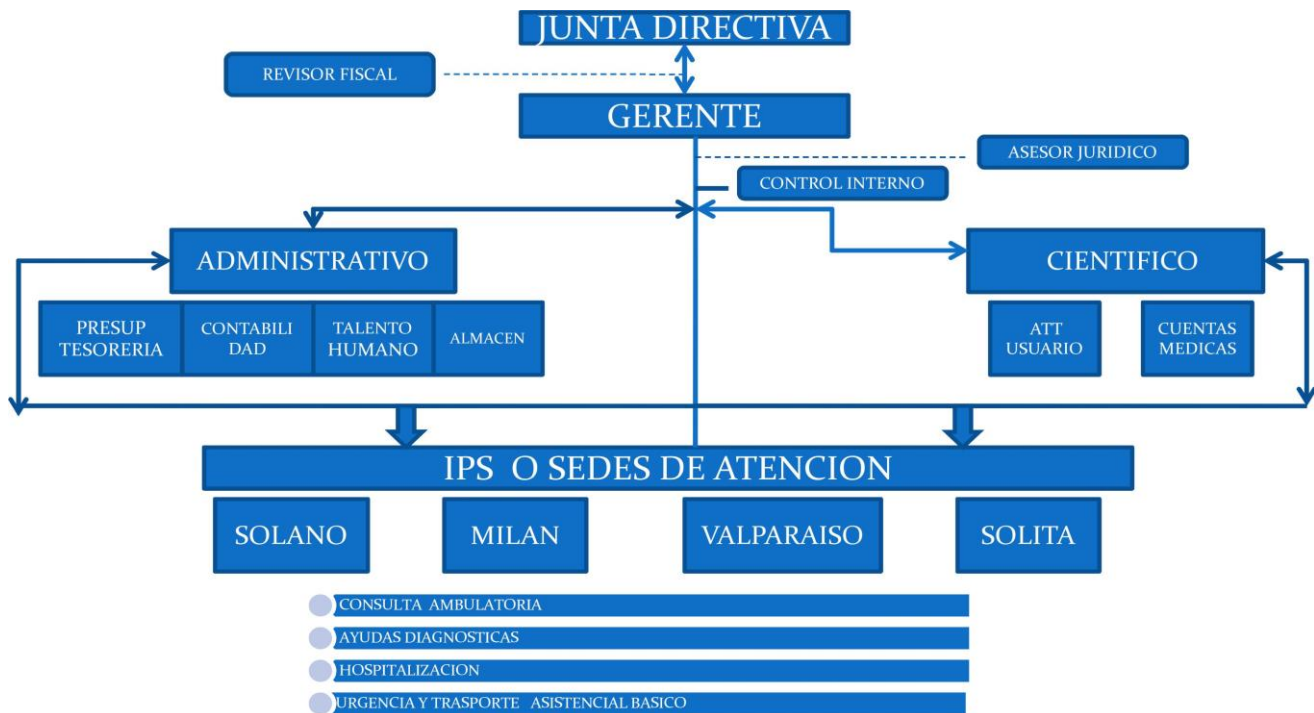 JUNTA DIRECTIVA
REVISOR FISCAL
GERENTE
ASESOR JURIDICO
CONTROL INTERNO
ADMINISTRATIVO
CIENTIFICO
PRESUP
TESORERIA
CONTABILI
DAD
TALENTO
HUMANO
ALMACEN
ATT
USUARIO
CUENTAS
MEDICAS
IPS O SEDES DE ATENCION
SOLANO
MILAN
VALPARAISO
SOLITA
CONSULTA AMBULATORIA
AYUDAS DIAGNOSTICAS
HOSPITALIZACION
URGENCIA Y TRASPORTE ASISTENCIAL BASICO